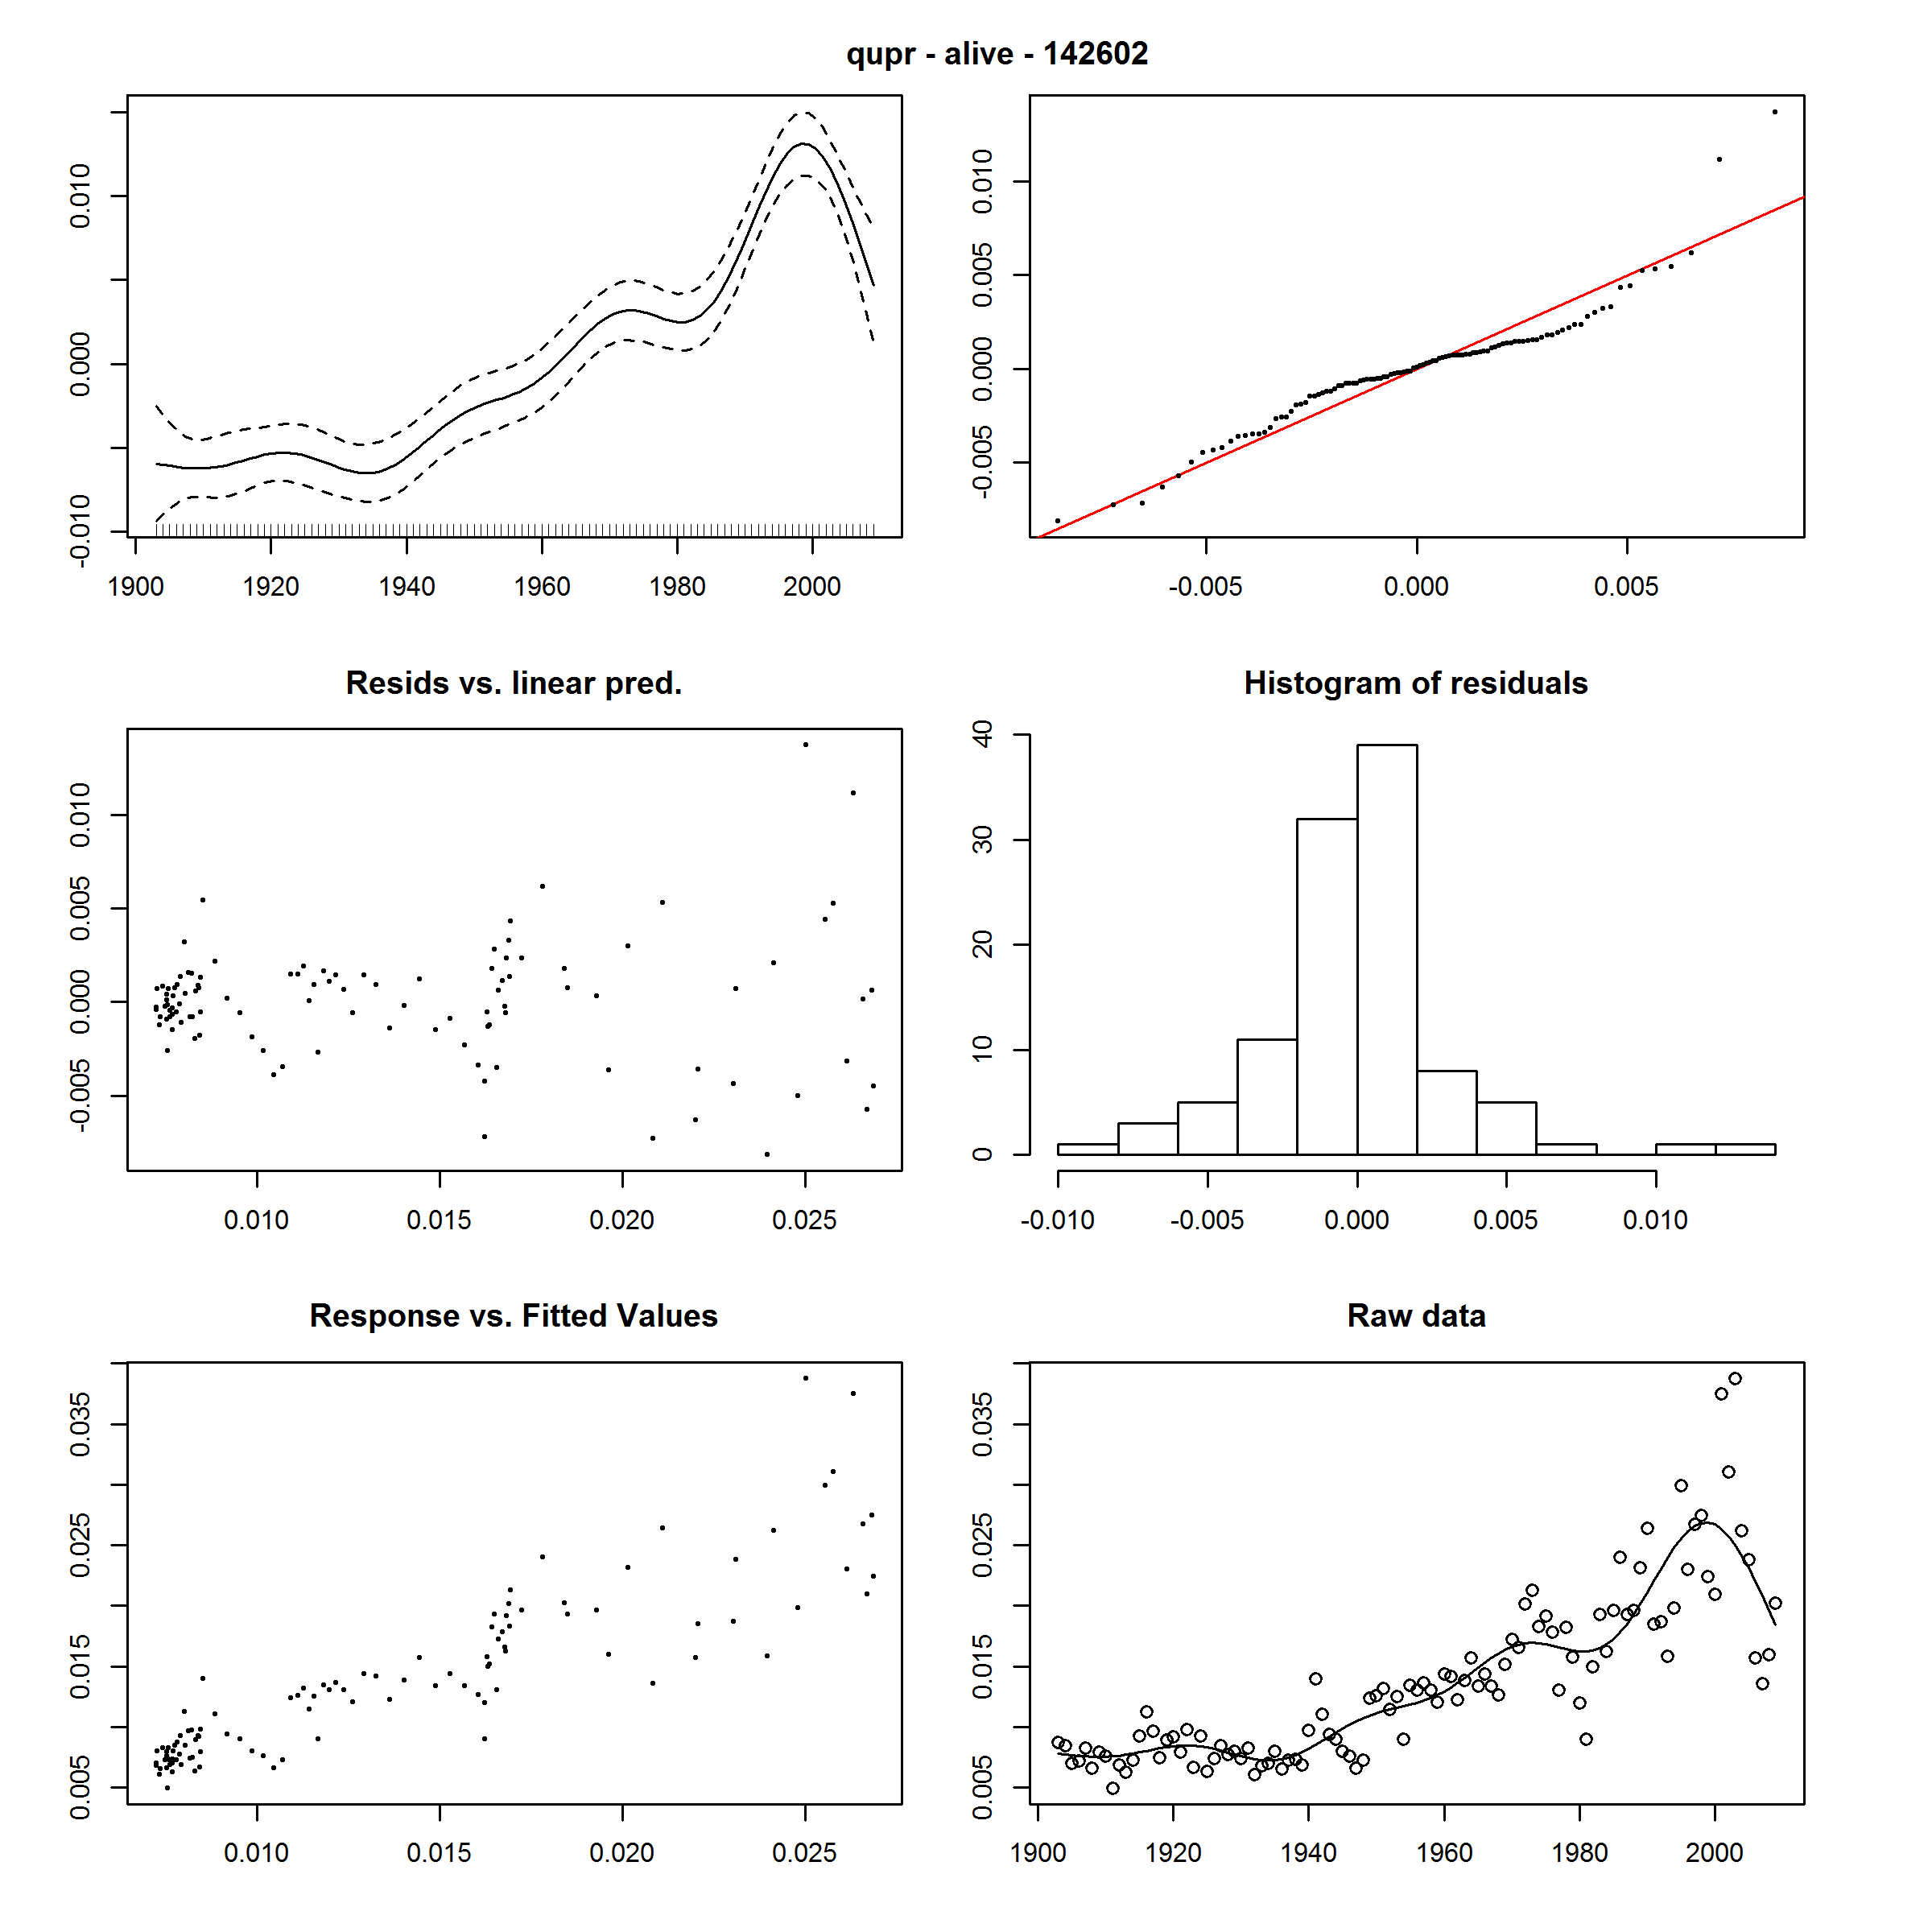 qupr - alive - 142602
0.010
0.000
-0.010
1900 1920 1940 1960 1980 2000
0.010
0.005
0.000
-0.005
-0.005 0.000 0.005
Resids vs. linear pred.
0.010
0.005
0.000
-0.005
0.010 0.015 0.020 0.025
Histogram of residuals
40
30
20
10
0
-0.010 -0.005 0.000 0.005 0.010
Response vs. Fitted Values
0.035
0.025
0.015
0.005
0.010 0.015 0.020 0.025
Raw data
0.035
0.025
0.015
0.005
1900 1920 1940 1960 1980 2000